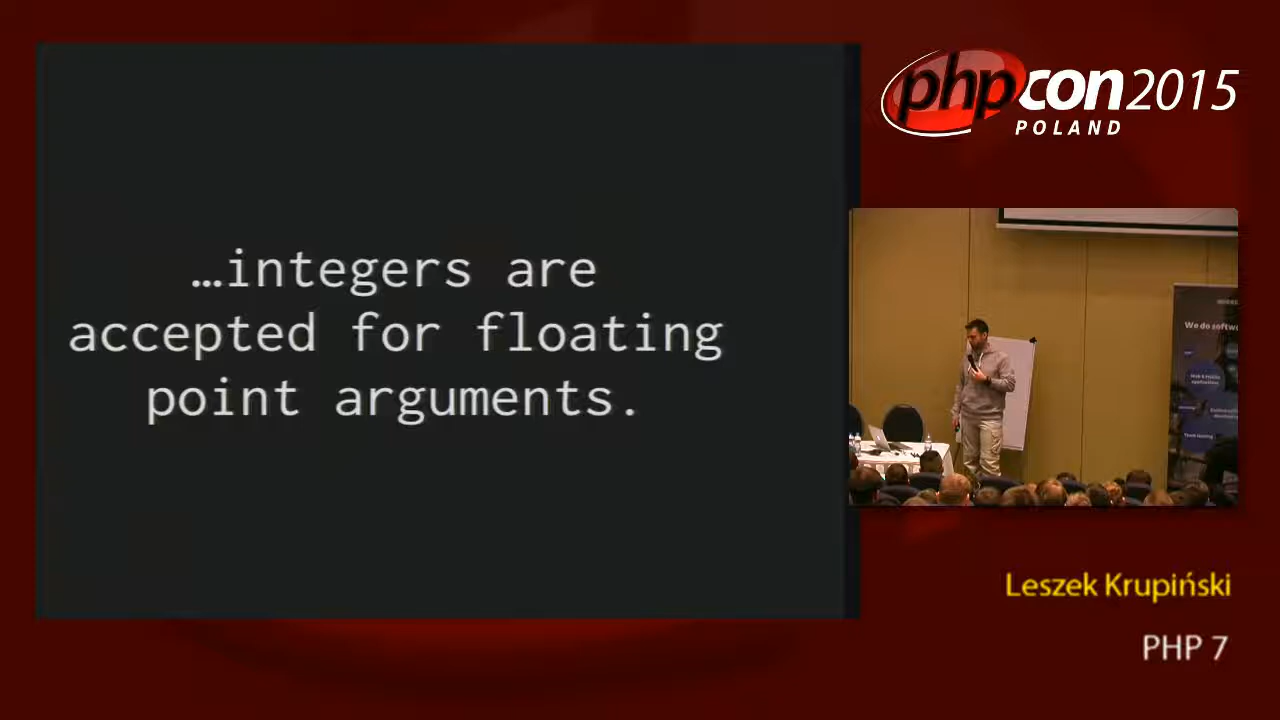 …integers are
accepted for floating
point arguments.
phpcon2015
POLAND
We do softw
Leszek Krupiński
PHP 7